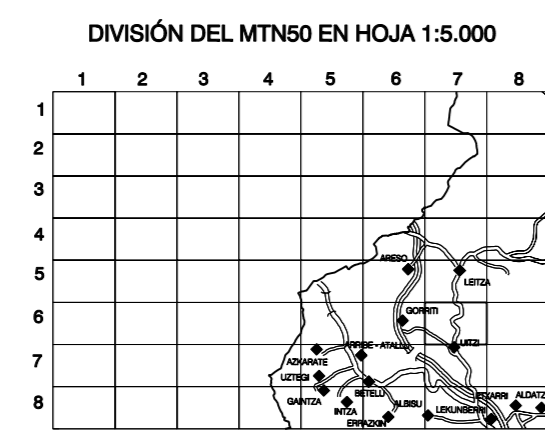 DIVISIÓN DEL MTN50 EN HOJA 1:5.000
1 2 3 4 5 6 7 8
1
2
3
4
ARESO
5
LEITZA
6
GORRITI
UITZI
ARRIBE - ATALLU
7
AZKARATE
UZTEGI
BETELU
GAINTZA
ALBISU
8
INTZA
LEKUNBERRI
ERRAZKIN